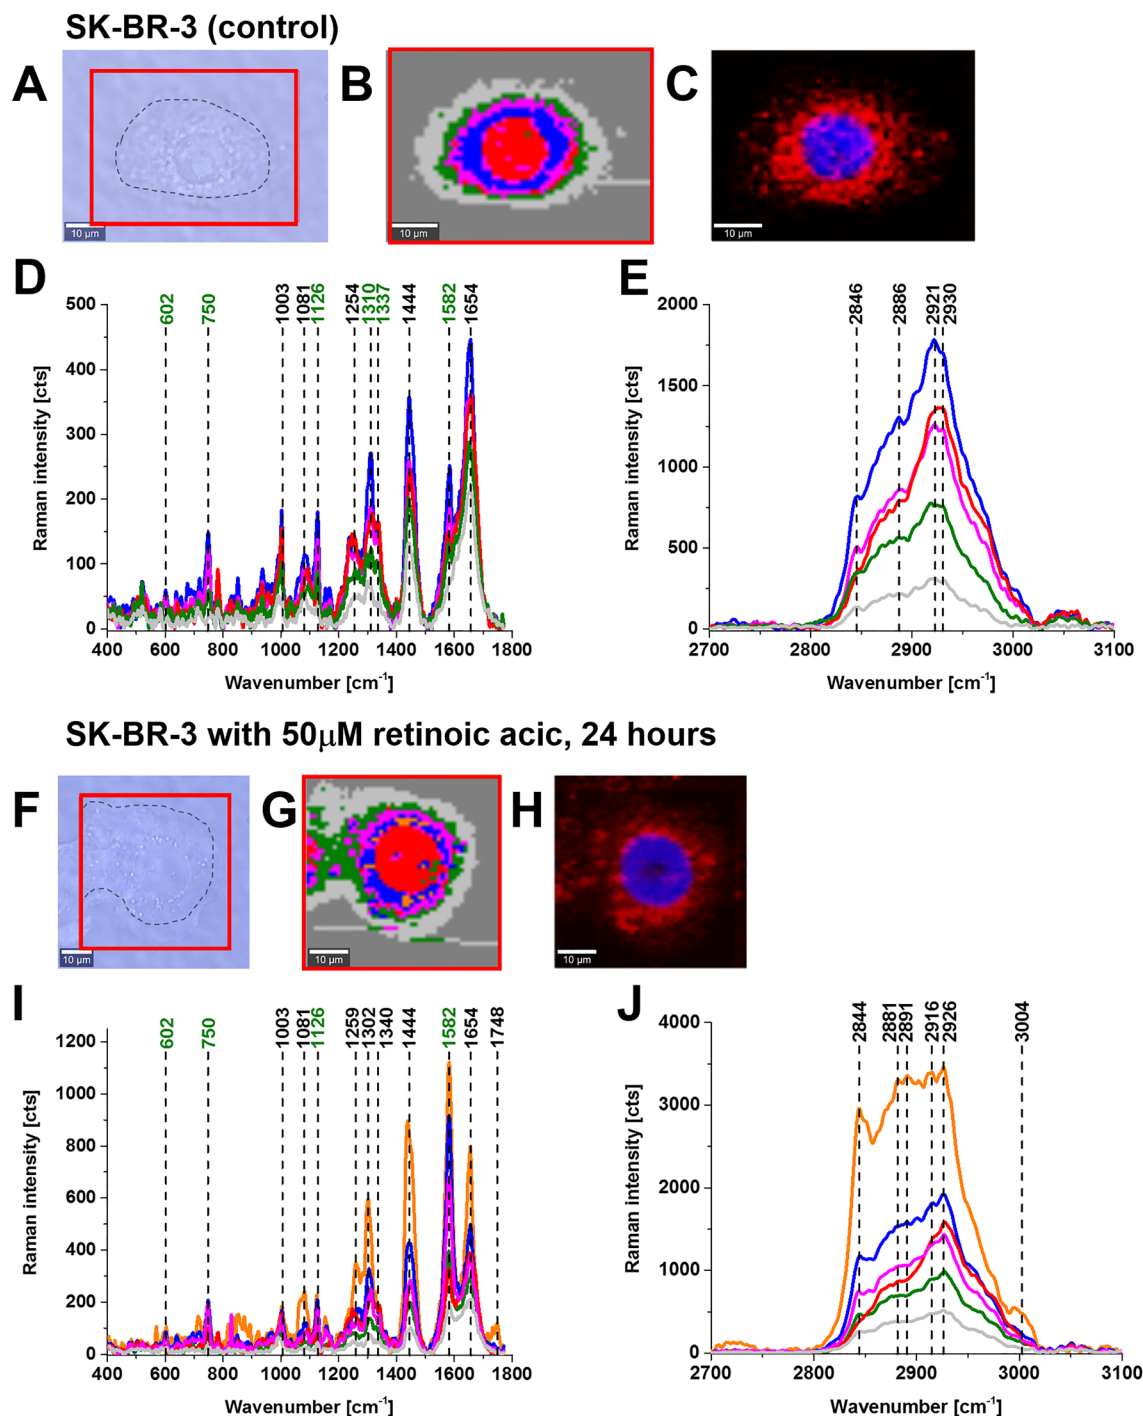 SK-BR-3 (control)
A
B
C
10 µm
10 µm
10 µm
D
E
602
750
1003
1081
1126
1254
1310
1337
1444
1582
1654
2846
2886
2921
2930
500
400
300
200
100
0
Raman intensity [cts]
400 600 800 1000 1200 1400 1600 1800
Wavenumber [cm-1]
2000
1500
1000
500
0
Raman intensity [cts]
2700 2800 2900 3000 3100
Wavenumber [cm-1]
SK-BR-3 with 50µM retinoic acic, 24 hours
F
G
H
10 µm
10 µm
10 µm
I
J
602
750
1003
1081
1126
1259
1302
1340
1444
1582
1654
1748
2844
2881
2891
2916
2926
3004
1200
1000
800
600
400
200
0
Raman intensity [cts]
400 600 800 1000 1200 1400 1600 1800
Wavenumber [cm-1]
4000
3000
2000
1000
0
Raman intensity [cts]
2700 2800 2900 3000 3100
Wavenumber [cm-1]